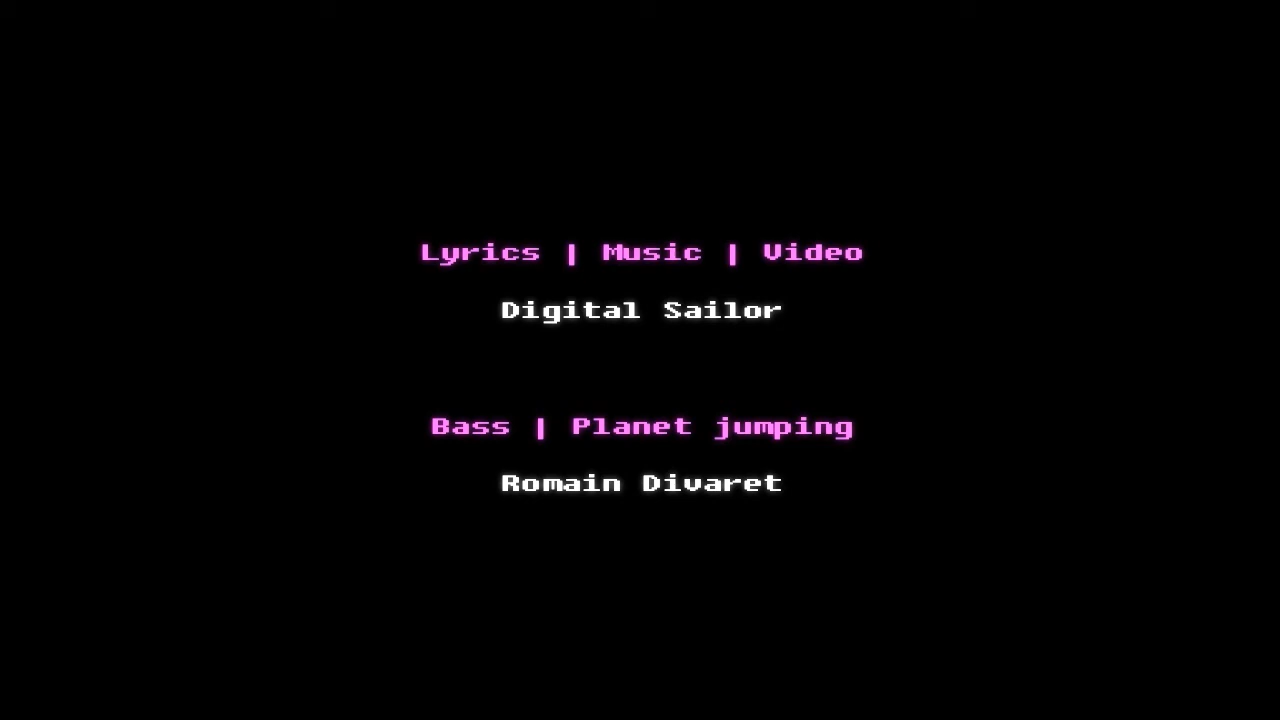 Lyrics | Music | Video
Digital Sailor
Bass | Planet jumping
Romain Divaret